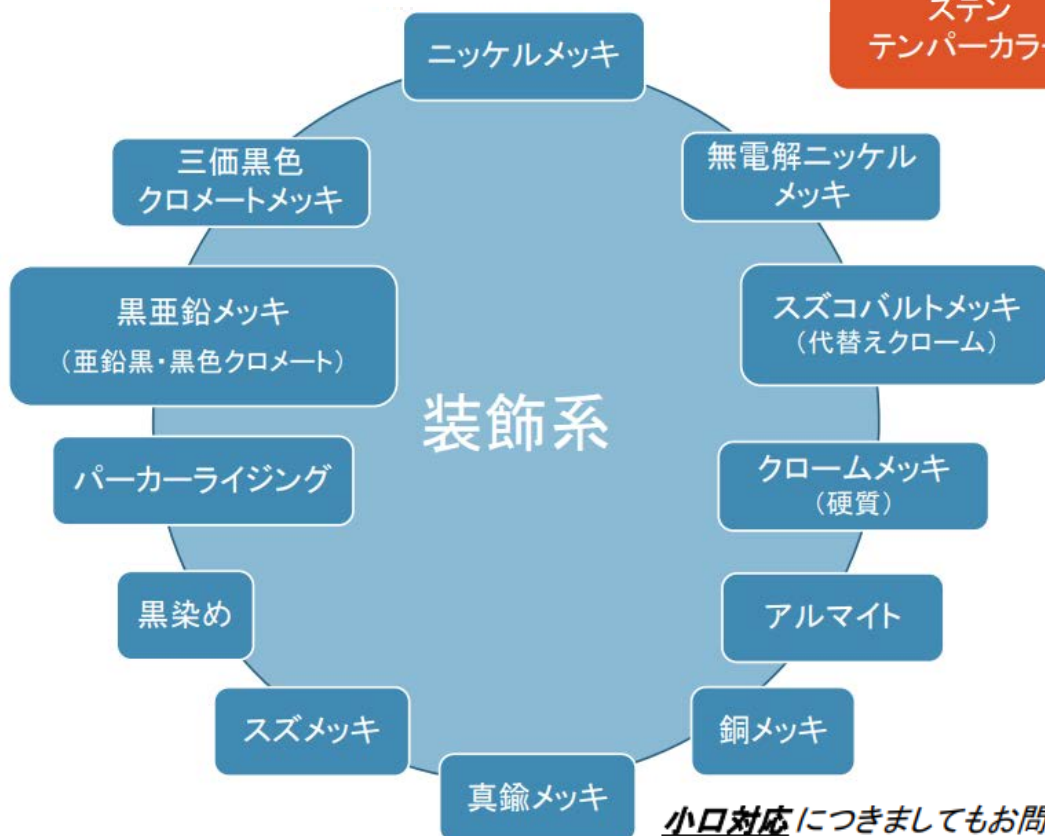 ステン
テンパーカラー
ニッケルメッキ
無電解ニッケル
メッキ
スズコバルトメッキ
（代替えクローム）
クロームメッキ
（硬質）
アルマイト
銅メッキ
真鍮メッキ
スズメッキ
黒染め
パーカーライジング
黒亜鉛メッキ
（亜鉛黒・黒色クロメート）
三価黒色
クロメートメッキ
装飾系
小口対応につきましてもお問